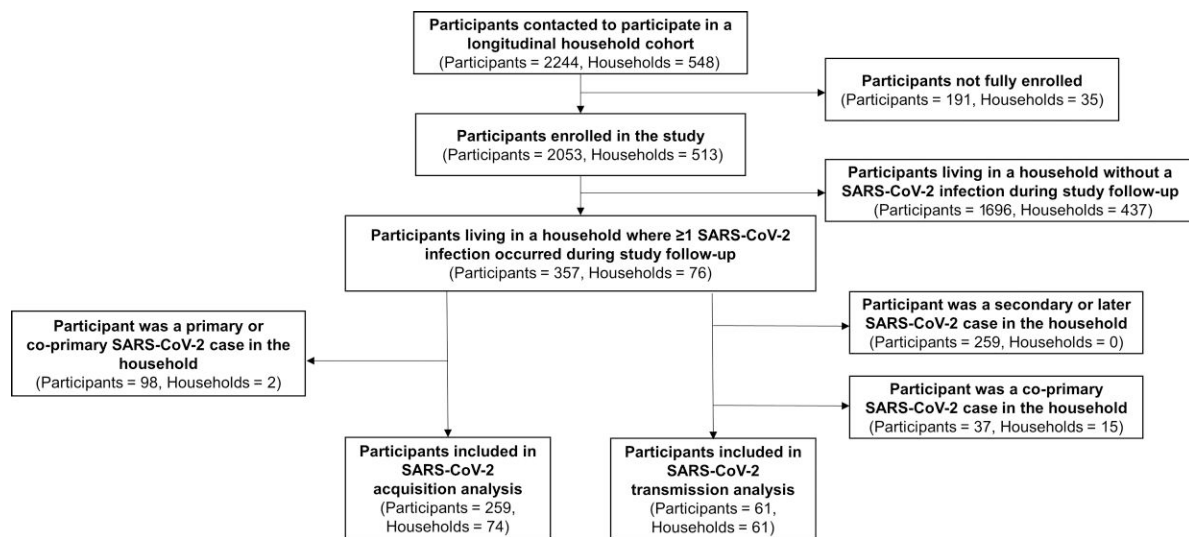 Participants contacted to participate in a
longitudinal household cohort
(Participants = 2244, Households = 548)
Participants not fully enrolled
(Participants = 191, Households = 35)
Participants enrolled in the study
(Participants = 2053, Households = 513)
Participants living in a household without a
SARS-CoV-2 infection during study follow-up
(Participants = 1696, Households = 437)
Participants living in a household where ≥1 SARS-CoV-2
infection occurred during study follow-up
(Participants = 357, Households = 76)
Participant was a primary or
co-primary SARS-CoV-2 case in the
household
(Participants = 98, Households = 2)
Participant was a secondary or later
SARS-CoV-2 case in the household
(Participants = 259, Households = 0)
Participant was a co-primary
SARS-CoV-2 case in the household
(Participants = 37, Households = 15)
Participants included in
SARS-CoV-2
acquisition analysis
(Participants = 259,
Households = 74)
Participants included in
SARS-CoV-2
transmission analysis
(Participants = 61,
Households = 61)